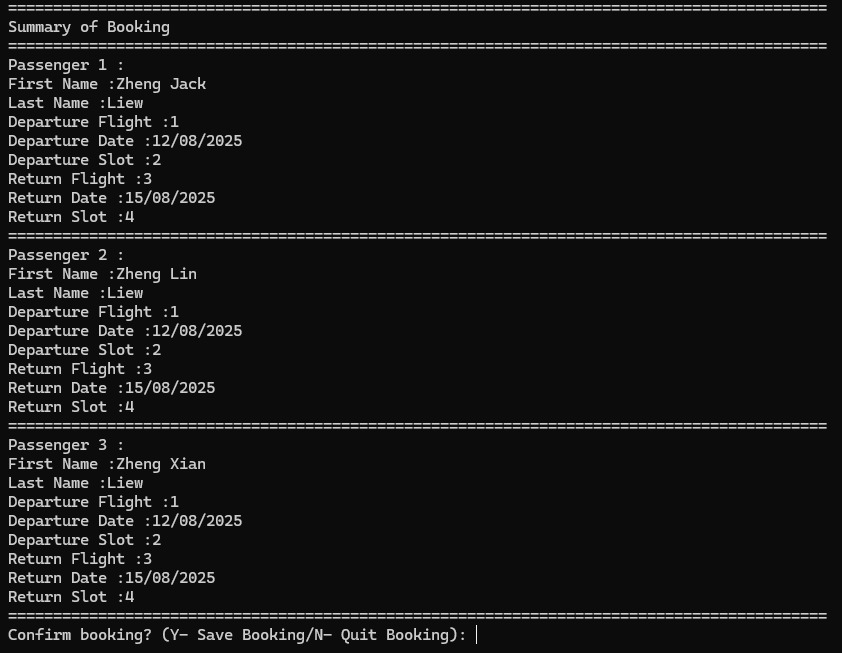 ===========================================================================================
Summary of Booking
===========================================================================================
Passenger 1 :
First Name :Zheng Jack
Last Name :Liew
Departure Flight :1
Departure Date :12/08/2025
Departure Slot :2
Return Flight :3
Return Date :15/08/2025
Return Slot :4
===========================================================================================
Passenger 2 :
First Name :Zheng Lin
Last Name :Liew
Departure Flight :1
Departure Date :12/08/2025
Departure Slot :2
Return Flight :3
Return Date :15/08/2025
Return Slot :4
===========================================================================================
Passenger 3 :
First Name :Zheng Xian
Last Name :Liew
Departure Flight :1
Departure Date :12/08/2025
Departure Slot :2
Return Flight :3
Return Date :15/08/2025
Return Slot :4
===========================================================================================
Confirm booking? (Y- Save Booking/N- Quit Booking):